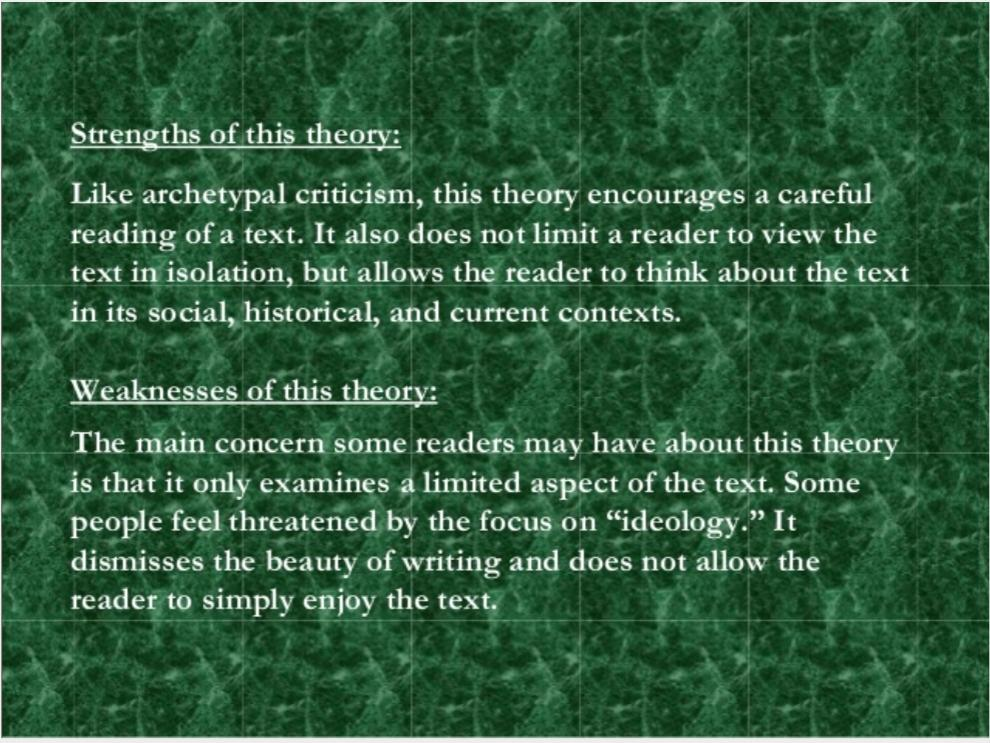 Strengths of this theory:
Like archetypal criticism, this theory encourages a careful
reading of a text. It also does not limit a reader to view the
text in isolation, but allows the reader to think about the text
in its social, historical, and current contexts.
Weaknesses of this theory:
The main concern some readers may have about this theory
is that it only examines a limited aspect of the text. Some
people feel threatened by the focus on “ideology.” It
dismisses the beauty of writing and does not allow the
reader to simply enjoy the text.